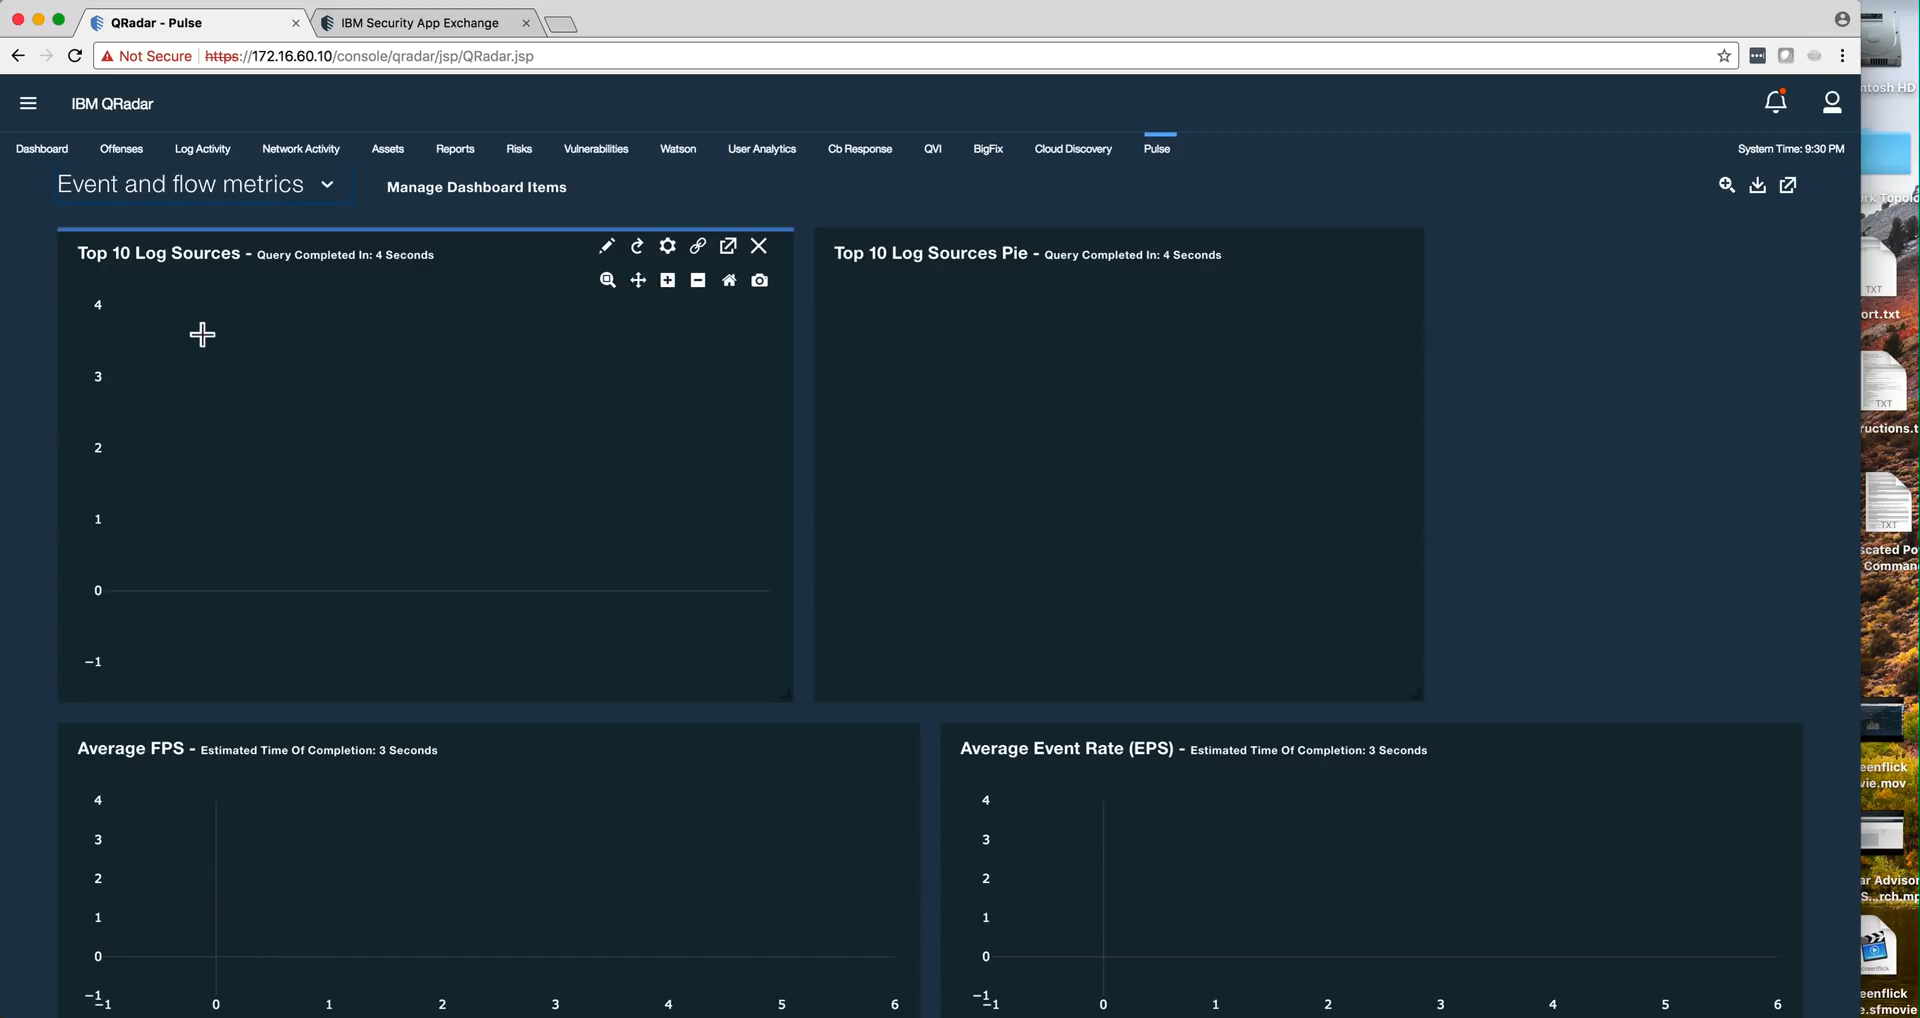 QRadar - Pulse
IBM Security App Exchange
Not Secure https://172.16.60.10/console/qradar/jsp/QRadar.jsp
IBM QRadar
Dashboard Offenses Log Activity Network Activity Assets Reports Risks Vulnerabilities Watson User Analytics Cb Response QVI BigFix Cloud Discovery Pulse System Time: 9:30 PM
Event and flow metrics Manage Dashboard Items
Top 10 Log Sources - Query Completed In: 4 Seconds
4
3
2
1
0
−1
Top 10 Log Sources Pie - Query Completed In: 4 Seconds
Average FPS - Estimated Time Of Completion: 3 Seconds
4
3
2
1
0
−1
−1 0 1 2 3 4 5 6
Average Event Rate (EPS) - Estimated Time Of Completion: 3 Seconds
4
3
2
1
0
−1
−1 0 1 2 3 4 5 6
ntosh HD
rk Topolo
TXT
ort.txt
TXT
ructions.t
TXT
scated Po
Comman
eenflick
vie.mov
ar Advisor
S...rch.mp
creenflick
eenflick
e.sfmovie